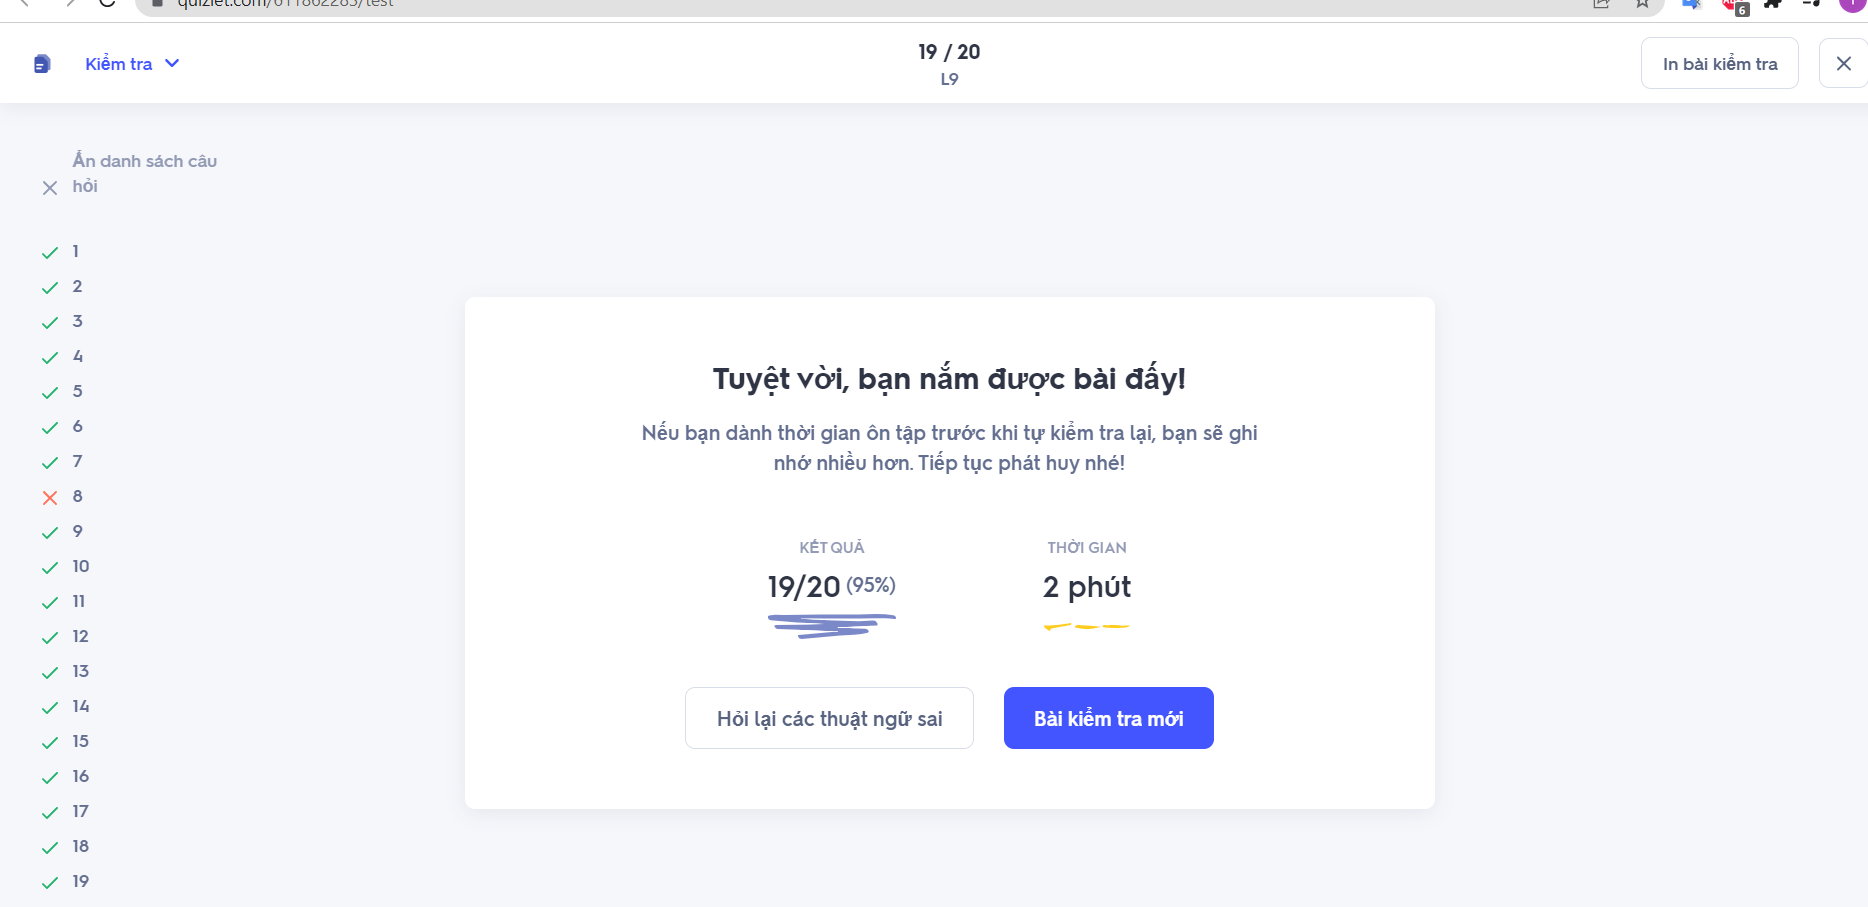 quizlet.com/611862285/test
6
Kiểm tra
19 / 20
L9
In bài kiểm tra
Ẩn danh sách câu
hỏi
1
2
3
4
5
6
7
8
9
10
11
12
13
14
15
16
17
18
19
Tuyệt vời, bạn nắm được bài đấy!
Nếu bạn dành thời gian ôn tập trước khi tự kiểm tra lại, bạn sẽ ghi
nhớ nhiều hơn. Tiếp tục phát huy nhé!
KẾT QUẢ
THỜI GIAN
19/20 (95%)
2 phút
Hỏi lại các thuật ngữ sai
Bài kiểm tra mới